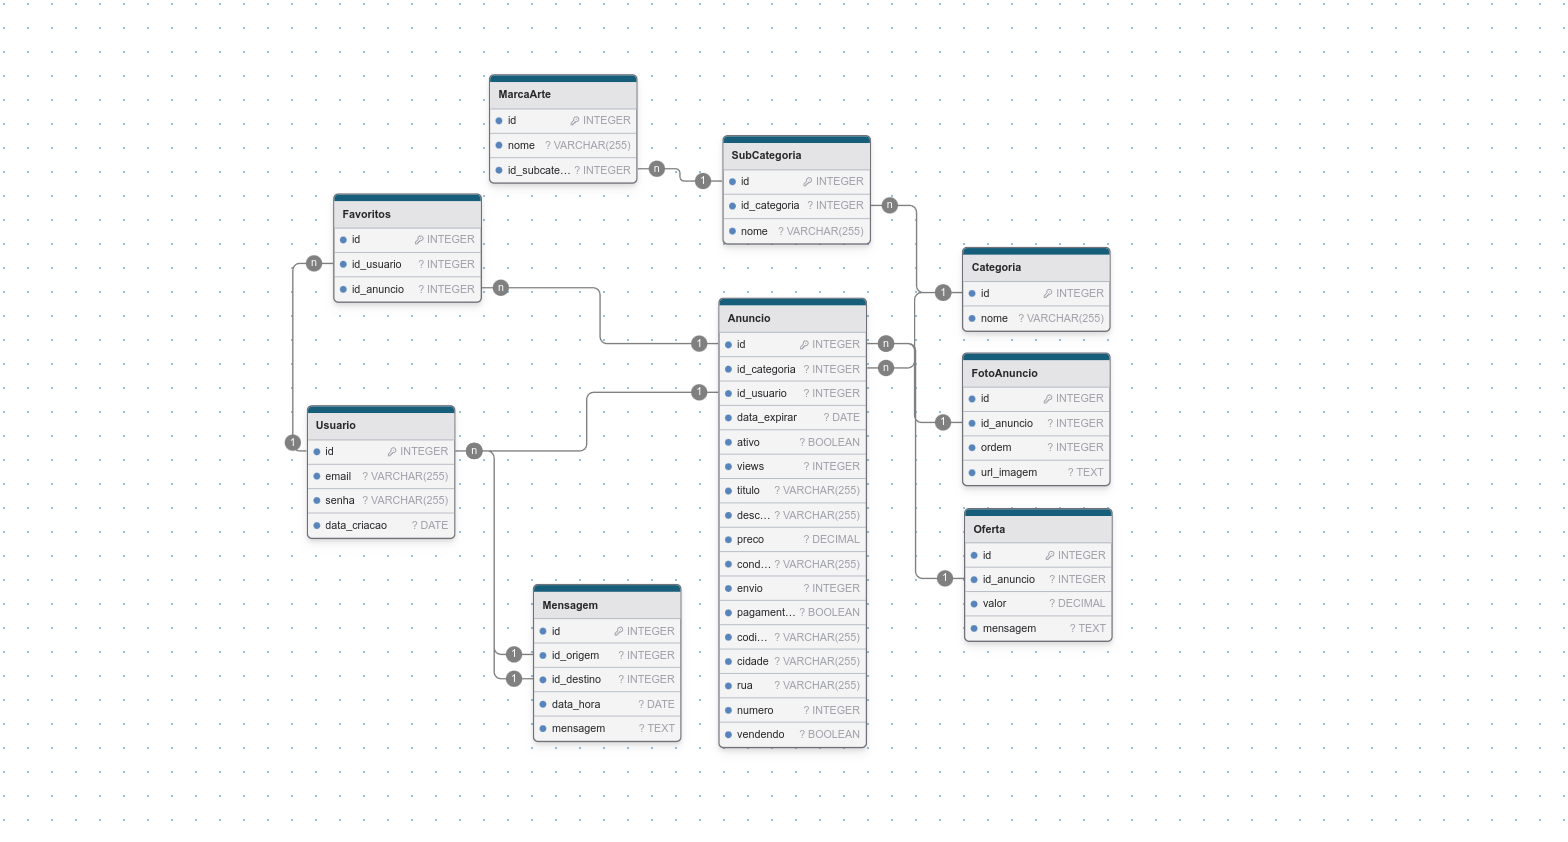 MarcaArte
id INTEGER
nome ? VARCHAR(255)
id_subcate... ? INTEGER
n
1
SubCategoria
id INTEGER
id_categoria ? INTEGER
nome ? VARCHAR(255)
n
Favoritos
id INTEGER
id_usuario ? INTEGER
id_anuncio ? INTEGER
n
n
1
Categoria
id INTEGER
nome ? VARCHAR(255)
1
Anuncio
id INTEGER
id_categoria ? INTEGER
id_usuario ? INTEGER
data_expirar ? DATE
ativo ? BOOLEAN
views ? INTEGER
titulo ? VARCHAR(255)
desc... ? VARCHAR(255)
preco ? DECIMAL
cond... ? VARCHAR(255)
envio ? INTEGER
pagament... ? BOOLEAN
codi... ? VARCHAR(255)
cidade ? VARCHAR(255)
rua ? VARCHAR(255)
numero ? INTEGER
vendendo ? BOOLEAN
n
n
1
FotoAnuncio
id INTEGER
id_anuncio ? INTEGER
ordem ? INTEGER
url_imagem ? TEXT
1
Usuario
id INTEGER
email ? VARCHAR(255)
senha ? VARCHAR(255)
data_criacao ? DATE
1
n
Oferta
id INTEGER
id_anuncio ? INTEGER
valor ? DECIMAL
mensagem ? TEXT
1
Mensagem
id INTEGER
id_origem ? INTEGER
id_destino ? INTEGER
data_hora ? DATE
mensagem ? TEXT
1
1